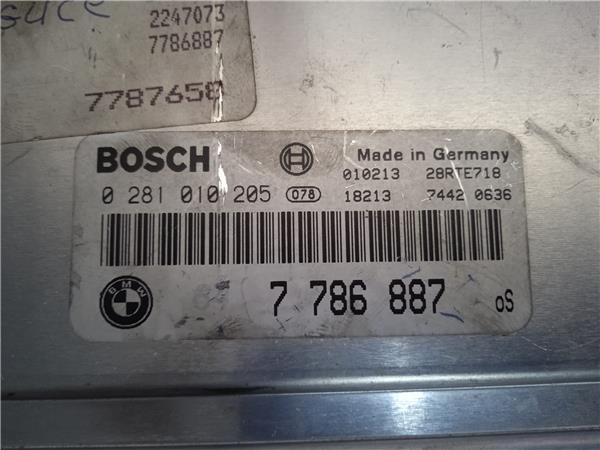 2247073
7786887
7787658
BOSCH
Made in Germany
010213 28RTE718
0 281 010 205 078 18213 7442 0636
BMW
7 786 887 oS